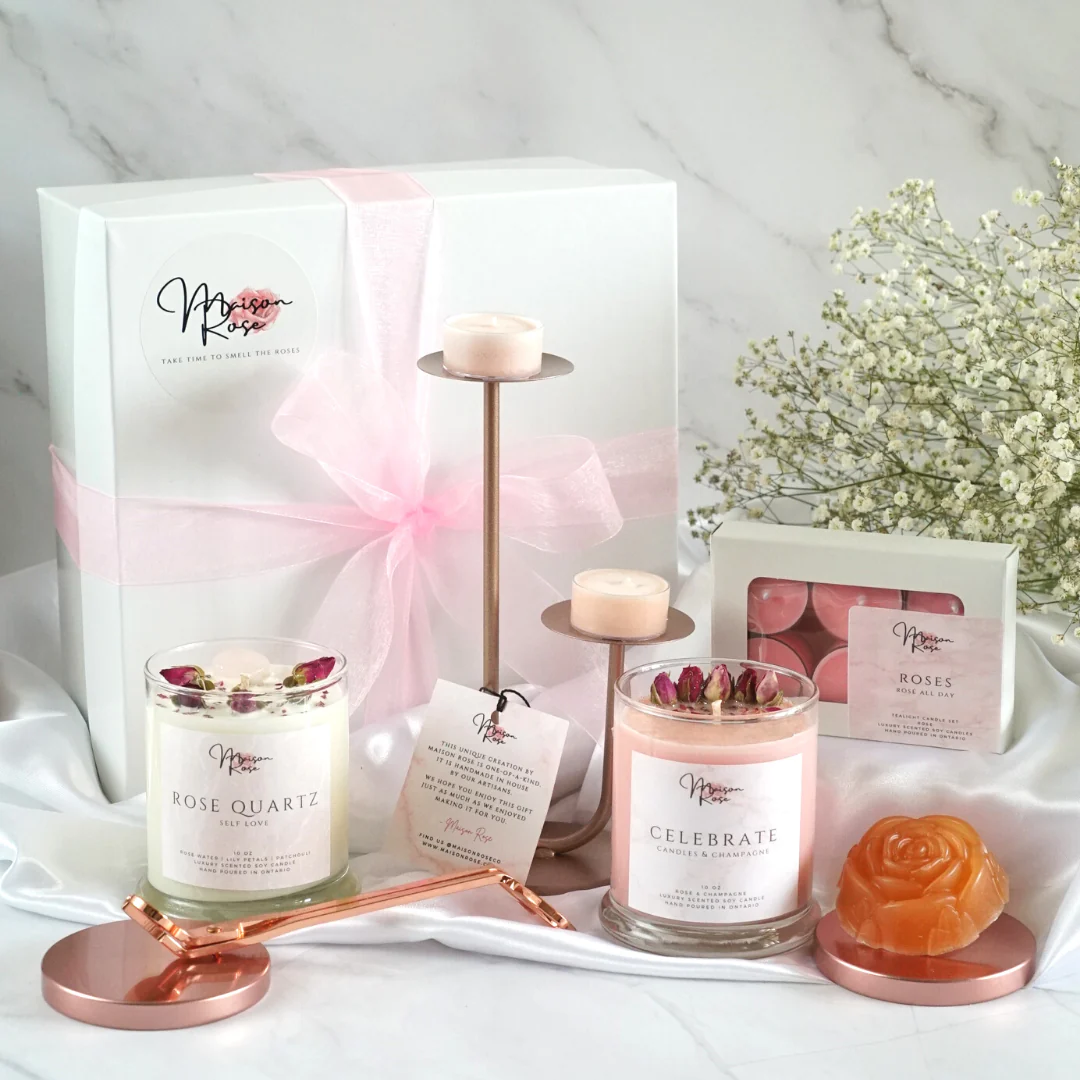 Maison
Rose
TAKE TIME TO SMELL THE ROSES
Maison
Rose
ROSE QUARTZ
SELF LOVE
10 OZ
ROSE WATER | LILY PETALS | PATCHOULI
LUXURY SCENTED SOY CANDLE
HAND POURED IN ONTARIO
Maison
Rose
THIS UNIQUE CREATION BY
MAISON ROSE IS ONE-OF-A-KIND.
IT IS HANDMADE IN HOUSE
BY OUR ARTISANS.
WE HOPE YOU ENJOY THIS GIFT
JUST AS MUCH AS WE ENJOYED
MAKING IT FOR YOU.
- Maison Rose
FIND US @MAISONROSECO
WWW.MAISONROSE.CO
Maison
Rose
CELEBRATE
CANDLES & CHAMPAGNE
10 OZ
ROSE & CHAMPAGNE
LUXURY SCENTED SOY CANDLE
HAND POURED IN ONTARIO
Maison
Rose
ROSES
ROSÉ ALL DAY
TEALIGHT CANDLE SET
ROSE
LUXURY SCENTED SOY CANDLES
HAND POURED IN ONTARIO